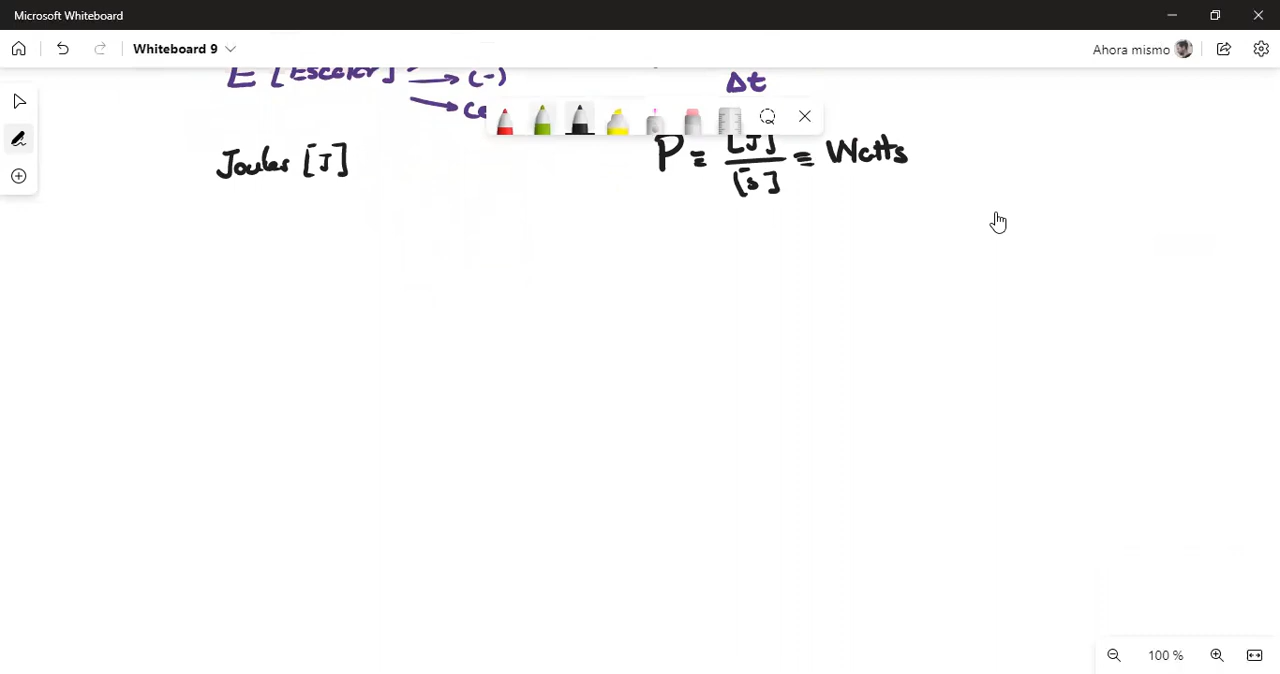 Microsoft Whiteboard
Whiteboard 9
Ahora mismo
E [Escalar] → (-)
→
Δt
Joules [J]
P = [J] / [s] = Watts
100 %